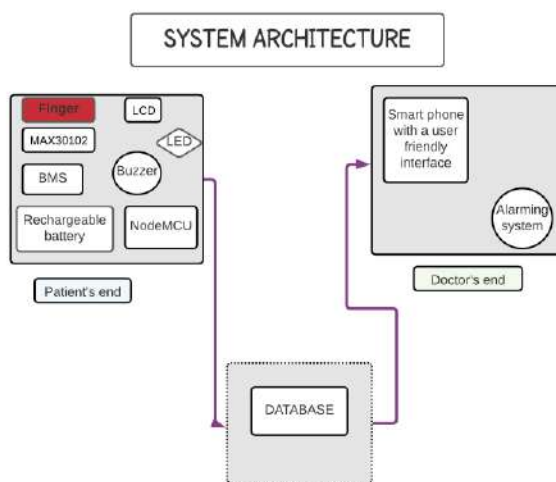 SYSTEM ARCHITECTURE
Finger
LCD
MAX30102
LED
BMS
Buzzer
Rechargeable
battery
NodeMCU
Patient's end
Smart phone
with a user
friendly
interface
Alarming
system
Doctor's end
DATABASE